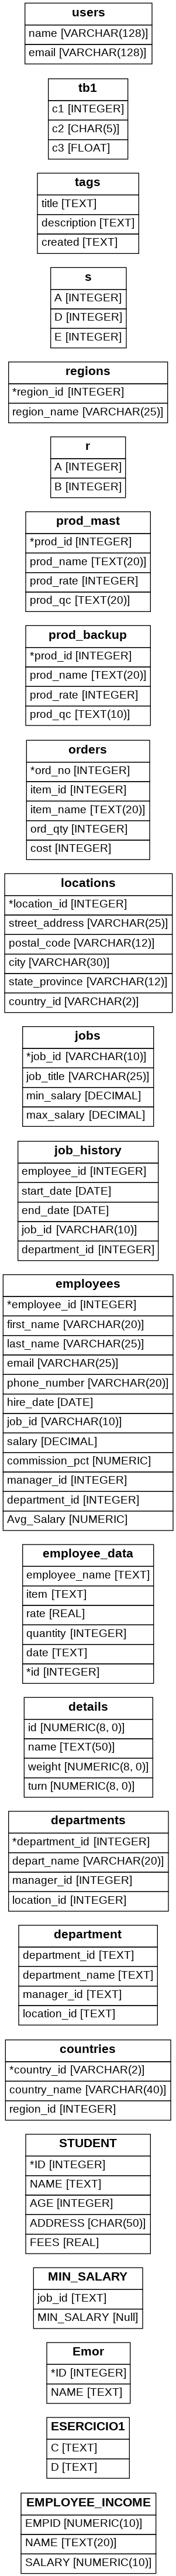 users
name [VARCHAR(128)]
email [VARCHAR(128)]
tb1
c1 [INTEGER]
c2 [CHAR(5)]
c3 [FLOAT]
tags
title [TEXT]
description [TEXT]
created [TEXT]
s
A [INTEGER]
D [INTEGER]
E [INTEGER]
regions
*region_id [INTEGER]
region_name [VARCHAR(25)]
r
A [INTEGER]
B [INTEGER]
prod_mast
*prod_id [INTEGER]
prod_name [TEXT(20)]
prod_rate [INTEGER]
prod_qc [TEXT(20)]
prod_backup
*prod_id [INTEGER]
prod_name [TEXT(20)]
prod_rate [INTEGER]
prod_qc [TEXT(10)]
orders
*ord_no [INTEGER]
item_id [INTEGER]
item_name [TEXT(20)]
ord_qty [INTEGER]
cost [INTEGER]
locations
*location_id [INTEGER]
street_address [VARCHAR(25)]
postal_code [VARCHAR(12)]
city [VARCHAR(30)]
state_province [VARCHAR(12)]
country_id [VARCHAR(2)]
jobs
*job_id [VARCHAR(10)]
job_title [VARCHAR(25)]
min_salary [DECIMAL]
max_salary [DECIMAL]
job_history
employee_id [INTEGER]
start_date [DATE]
end_date [DATE]
job_id [VARCHAR(10)]
department_id [INTEGER]
employees
*employee_id [INTEGER]
first_name [VARCHAR(20)]
last_name [VARCHAR(25)]
email [VARCHAR(25)]
phone_number [VARCHAR(20)]
hire_date [DATE]
job_id [VARCHAR(10)]
salary [DECIMAL]
commission_pct [NUMERIC]
manager_id [INTEGER]
department_id [INTEGER]
Avg_Salary [NUMERIC]
employee_data
employee_name [TEXT]
item [TEXT]
rate [REAL]
quantity [INTEGER]
date [TEXT]
*id [INTEGER]
details
id [NUMERIC(8, 0)]
name [TEXT(50)]
weight [NUMERIC(8, 0)]
turn [NUMERIC(8, 0)]
departments
*department_id [INTEGER]
depart_name [VARCHAR(20)]
manager_id [INTEGER]
location_id [INTEGER]
department
department_id [TEXT]
department_name [TEXT]
manager_id [TEXT]
location_id [TEXT]
countries
*country_id [VARCHAR(2)]
country_name [VARCHAR(40)]
region_id [INTEGER]
STUDENT
*ID [INTEGER]
NAME [TEXT]
AGE [INTEGER]
ADDRESS [CHAR(50)]
FEES [REAL]
MIN_SALARY
job_id [TEXT]
MIN_SALARY [Null]
Emor
*ID [INTEGER]
NAME [TEXT]
ESERCICIO1
C [TEXT]
D [TEXT]
EMPLOYEE_INCOME
EMPID [NUMERIC(10)]
NAME [TEXT(20)]
SALARY [NUMERIC(10)]